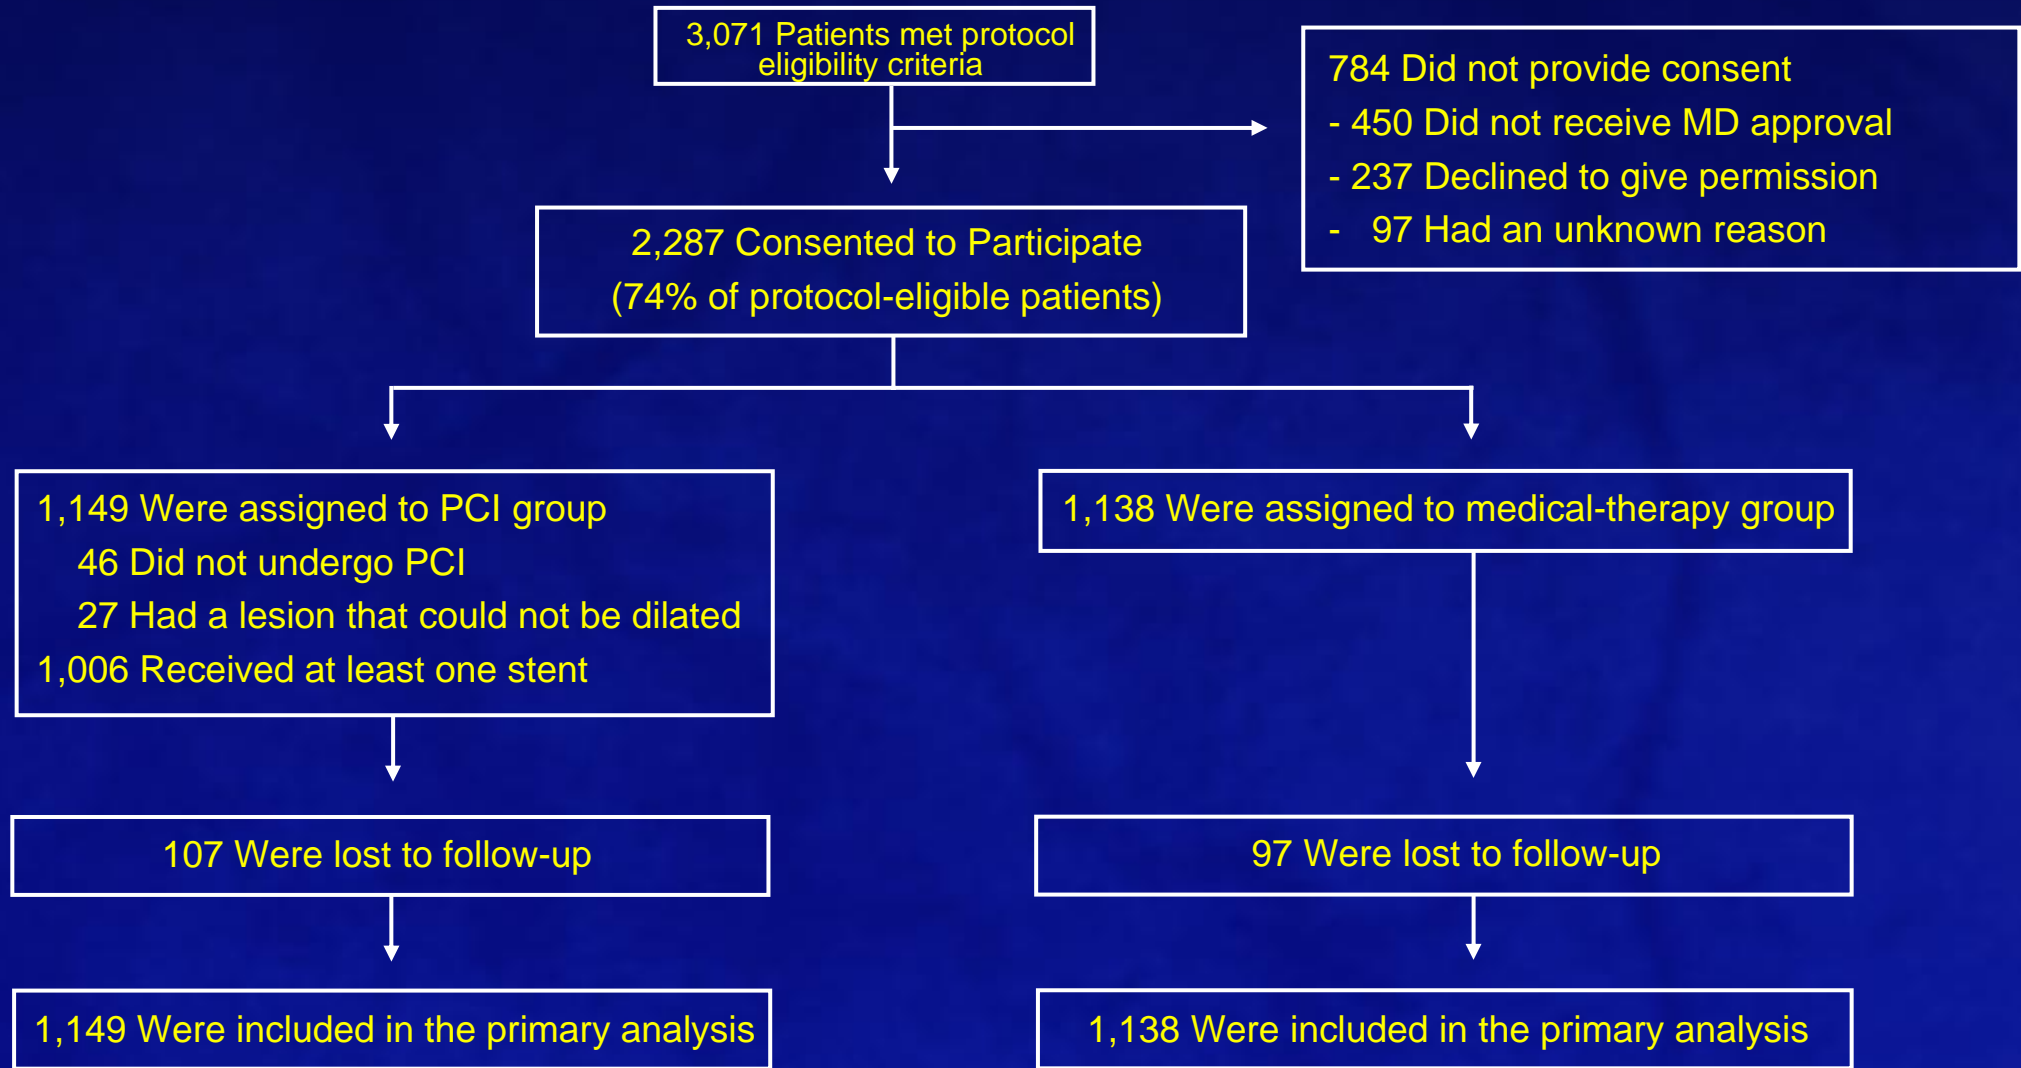 3,071 Patients met protocol
eligibility criteria
784 Did not provide consent
- 450 Did not receive MD approval
- 237 Declined to give permission
- 97 Had an unknown reason
2,287 Consented to Participate
(74% of protocol-eligible patients)
1,149 Were assigned to PCI group
46 Did not undergo PCI
27 Had a lesion that could not be dilated
1,006 Received at least one stent
1,138 Were assigned to medical-therapy group
107 Were lost to follow-up
97 Were lost to follow-up
1,149 Were included in the primary analysis
1,138 Were included in the primary analysis